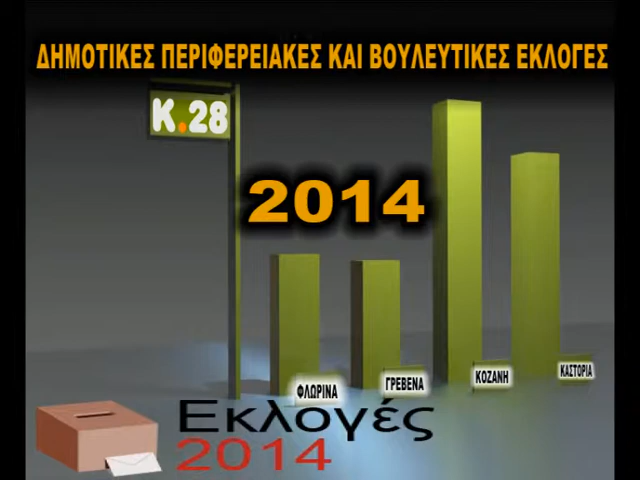 ΔΗΜΟΤΙΚΕΣ ΠΕΡΙΦΕΡΕΙΑΚΕΣ ΚΑΙ ΒΟΥΛΕΥΤΙΚΕΣ ΕΚΛΟΓΕΣ
Κ.28
2014
ΦΛΩΡΙΝΑ
ΓΡΕΒΕΝΑ
ΚΟΖΑΝΗ
ΚΑΣΤΟΡΙΑ
Εκλογές
2014